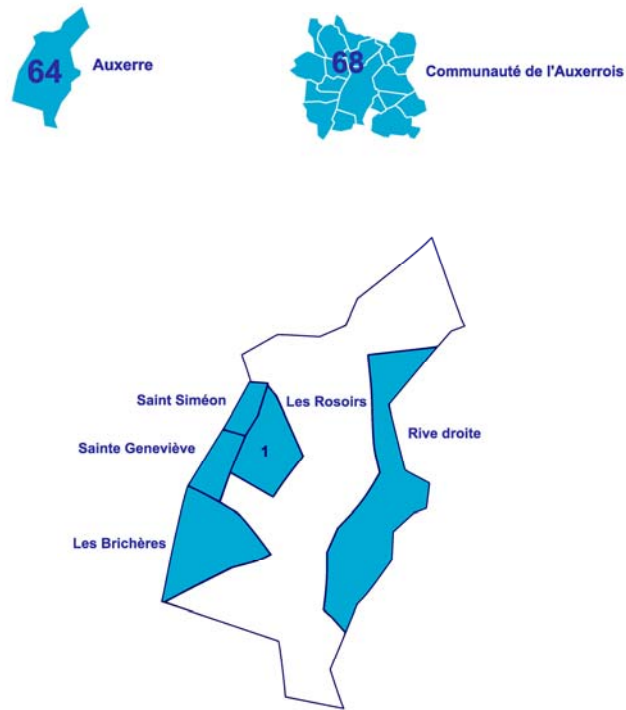 64
Auxerre
68
Communauté de l'Auxerrois
Saint Siméon
Les Rosoirs
Sainte Geneviève
1
Rive droite
Les Brichères